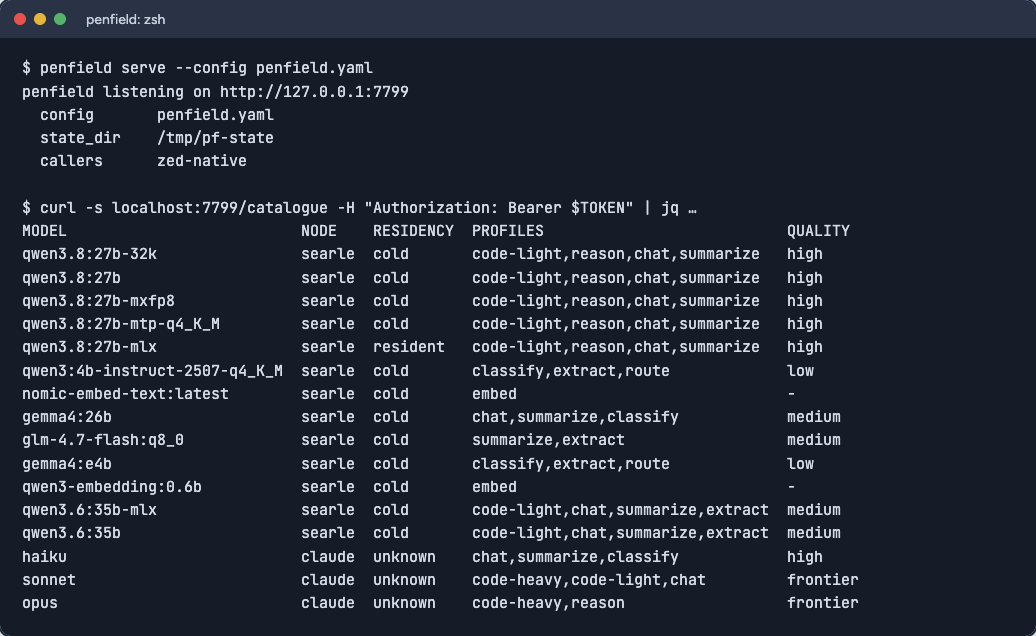 penfield: zsh
$ penfield serve --config penfield.yaml
penfield listening on http://127.0.0.1:7799
  config       penfield.yaml
  state_dir    /tmp/pf-state
  callers      zed-native

$ curl -s localhost:7799/catalogue -H "Authorization: Bearer $TOKEN" | jq …
MODEL                          NODE    RESIDENCY  PROFILES                           QUALITY
qwen3.8:27b-32k                searle  cold       code-light,reason,chat,summarize   high
qwen3.8:27b                    searle  cold       code-light,reason,chat,summarize   high
qwen3.8:27b-mxfp8              searle  cold       code-light,reason,chat,summarize   high
qwen3.8:27b-mtp-q4_K_M         searle  cold       code-light,reason,chat,summarize   high
qwen3.8:27b-mlx                searle  resident   code-light,reason,chat,summarize   high
qwen3:4b-instruct-2507-q4_K_M  searle  cold       classify,extract,route             low
nomic-embed-text:latest        searle  cold       embed                              -
gemma4:26b                     searle  cold       chat,summarize,classify            medium
glm-4.7-flash:q8_0             searle  cold       summarize,extract                  medium
gemma4:e4b                     searle  cold       classify,extract,route             low
qwen3-embedding:0.6b           searle  cold       embed                              -
qwen3.6:35b-mlx                searle  cold       code-light,chat,summarize,extract  medium
qwen3.6:35b                    searle  cold       code-light,chat,summarize,extract  medium
haiku                          claude  unknown    chat,summarize,classify            high
sonnet                         claude  unknown    code-heavy,code-light,chat         frontier
opus                           claude  unknown    code-heavy,reason                  frontier